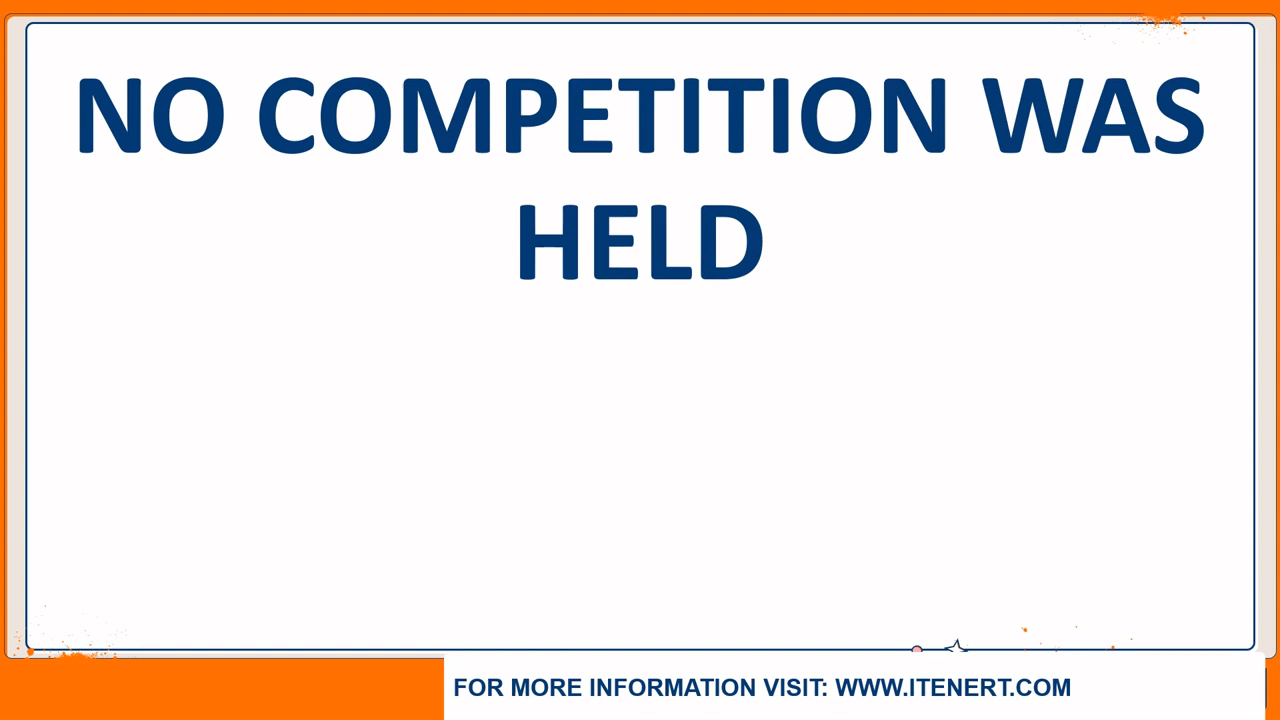 NO COMPETITION WAS
HELD
FOR MORE INFORMATION VISIT: WWW.ITENERT.COM